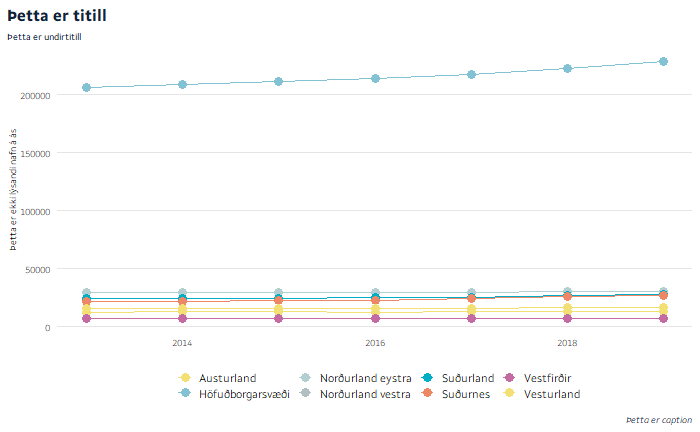 Þetta er titill
Þetta er undirtitill
Þetta er ekki lýsandi nafn á ás
200000
150000
100000
50000
0
2014 2016 2018
Austurland Norðurland eystra Suðurland Vestfirðir
Höfuðborgarsvæði Norðurland vestra Suðurnes Vesturland
Þetta er caption